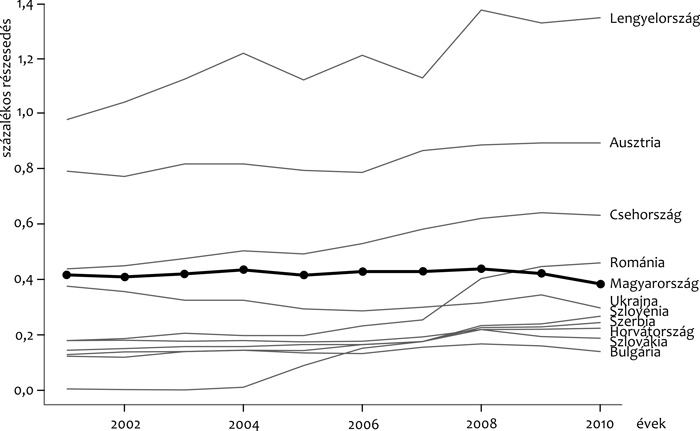 százalékos részesedés
1,4
1,2
1,0
0,8
0,6
0,4
0,2
0,0
Lengyelország
Ausztria
Csehország
Románia
Magyarország
Ukrajna
Szlovénia
Szerbia
Horvátország
Szlovákia
Bulgária
2002 2004 2006 2008 2010 évek